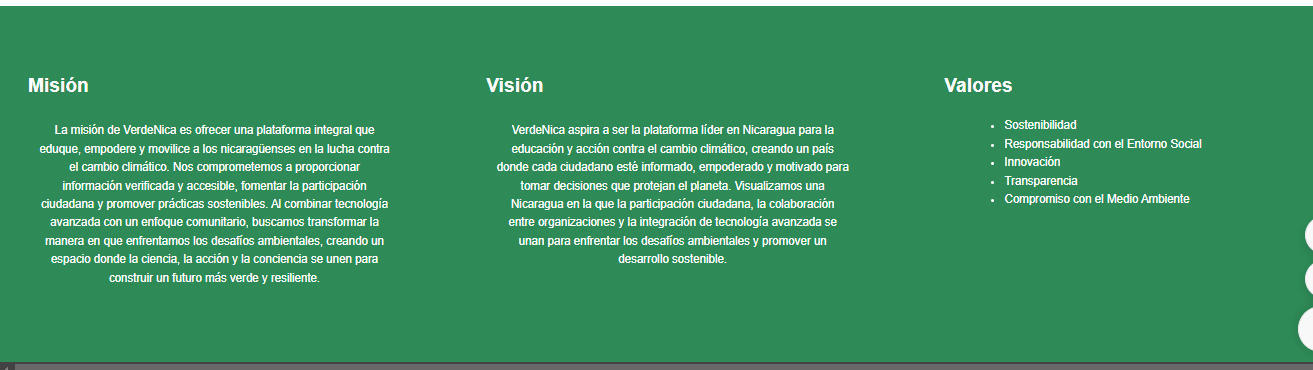 Misión
La misión de VerdeNica es ofrecer una plataforma integral que
eduque, empodere y movilice a los nicaragüenses en la lucha contra
el cambio climático. Nos comprometemos a proporcionar
información verificada y accesible, fomentar la participación
ciudadana y promover prácticas sostenibles. Al combinar tecnología
avanzada con un enfoque comunitario, buscamos transformar la
manera en que enfrentamos los desafíos ambientales, creando un
espacio donde la ciencia, la acción y la conciencia se unen para
construir un futuro más verde y resiliente.
Visión
VerdeNica aspira a ser la plataforma líder en Nicaragua para la
educación y acción contra el cambio climático, creando un país
donde cada ciudadano esté informado, empoderado y motivado para
tomar decisiones que protejan el planeta. Visualizamos una
Nicaragua en la que la participación ciudadana, la colaboración
entre organizaciones y la integración de tecnología avanzada se
unan para enfrentar los desafíos ambientales y promover un
desarrollo sostenible.
Valores
• Sostenibilidad
• Responsabilidad con el Entorno Social
• Innovación
• Transparencia
• Compromiso con el Medio Ambiente